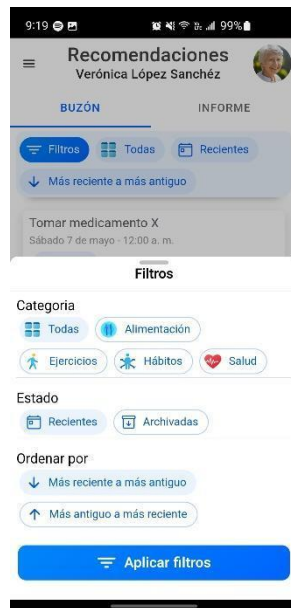 9:19 99%
Recomendaciones
Verónica López Sanchéz
BUZÓN INFORME
Filtros Todas Recientes
Más reciente a más antiguo
Tomar medicamento X
Sábado 7 de mayo - 12:00 a. m.
Filtros
Categoria
Todas Alimentación
Ejercicios Hábitos Salud
Estado
Recientes Archivadas
Ordenar por
Más reciente a más antiguo
Más antiguo a más reciente
Aplicar filtros